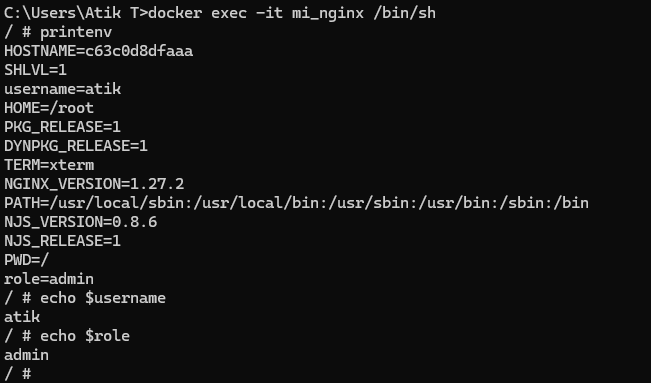 C:\Users\Atik T>docker exec -it mi_nginx /bin/sh
/ # printenv
HOSTNAME=c63c0d8dfaaa
SHLVL=1
username=atik
HOME=/root
PKG_RELEASE=1
DYNPKG_RELEASE=1
TERM=xterm
NGINX_VERSION=1.27.2
PATH=/usr/local/sbin:/usr/local/bin:/usr/sbin:/usr/bin:/sbin:/bin
NJS_VERSION=0.8.6
NJS_RELEASE=1
PWD=/
role=admin
/ # echo $username
atik
/ # echo $role
admin
/ #